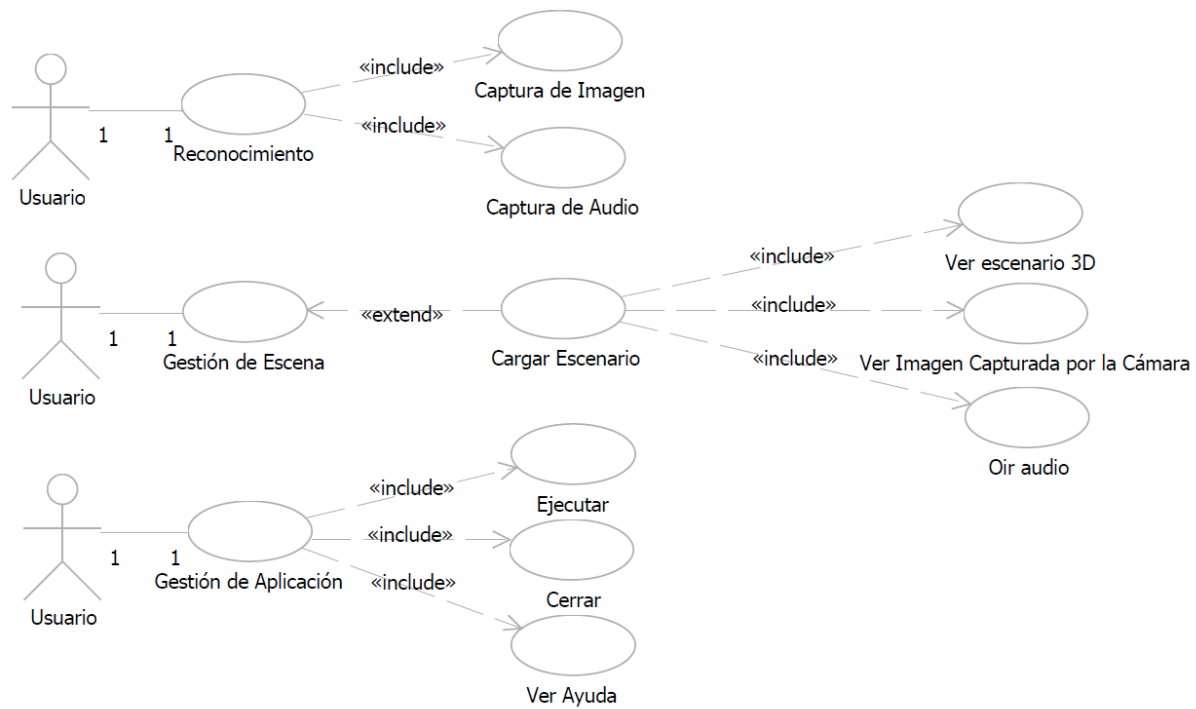 «include»
Captura de Imagen
1 1
Reconocimiento
«include»
Captura de Audio
Usuario
«include»
Ver escenario 3D
«extend»
«include»
1 1
Gestión de Escena
Cargar Escenario
«include»
Ver Imagen Capturada por la Cámara
Usuario
Oir audio
«include»
Ejecutar
«include»
1 1
Gestión de Aplicación
«include»
Cerrar
Usuario
Ver Ayuda